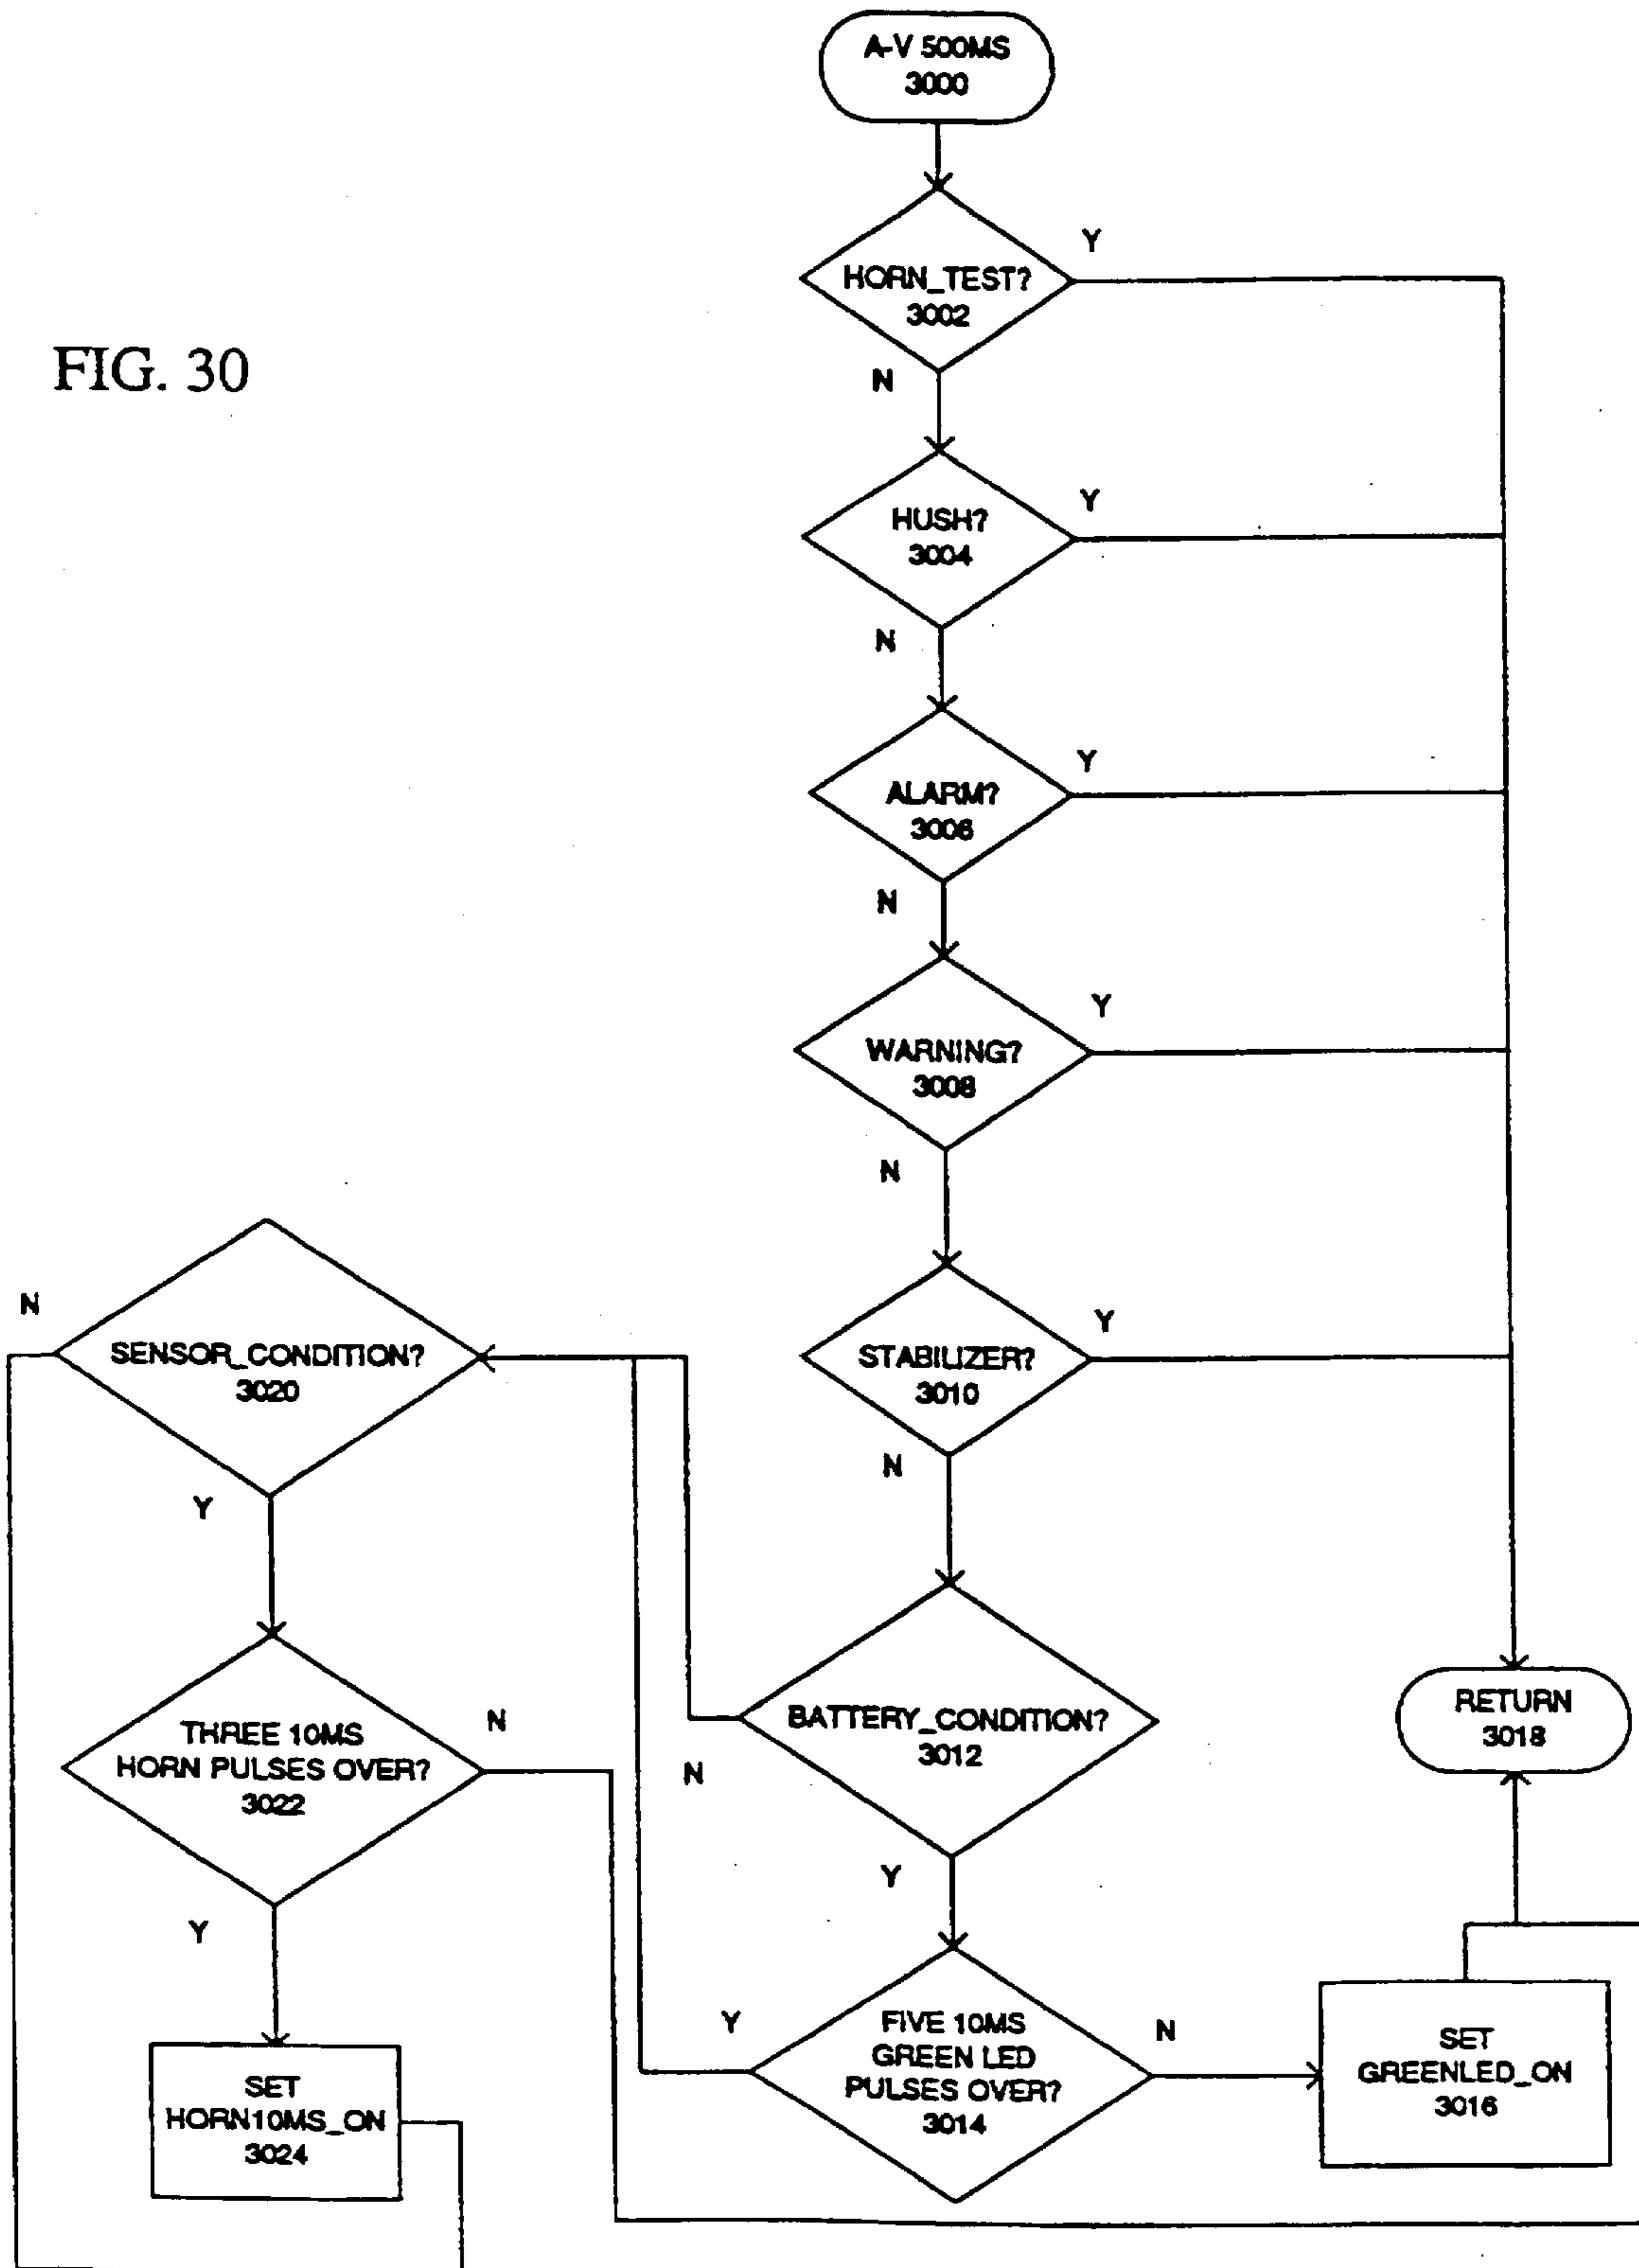 A-V 500MS
3000
Y
HORN_TEST?
3002
FIG. 30
N
Y
HUSH?
3004
N
Y
ALARM?
3006
N
Y
WARNING?
3008
N
N
Y
SENSOR_CONDITION?
3020
STABILIZER?
3010
N
Y
RETURN
3018
THREE 10MS
HORN PULSES OVER?
3022
N
BATTERY_CONDITION?
3012
N
Y
Y
Y
FIVE 10MS
GREEN LED
PULSES OVER?
3014
N
SET
GREENLED_ON
3016
SET
HORN10MS_ON
3024